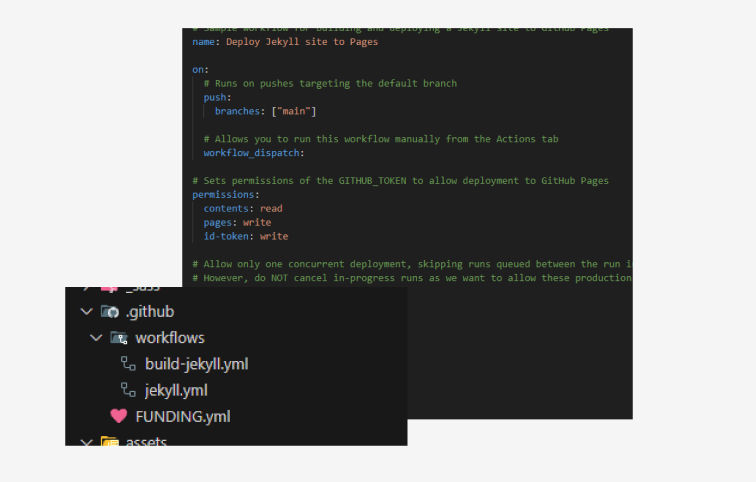 # Sample workflow for building and deploying a Jekyll site to GitHub Pages
name: Deploy Jekyll site to Pages
on:
# Runs on pushes targeting the default branch
push:
branches: ["main"]
# Allows you to run this workflow manually from the Actions tab
workflow_dispatch:
# Sets permissions of the GITHUB_TOKEN to allow deployment to GitHub Pages
permissions:
contents: read
pages: write
id-token: write
# Allow only one concurrent deployment, skipping runs queued between the run i
# However, do NOT cancel in-progress runs as we want to allow these production
_sass
.github
workflows
build-jekyll.yml
jekyll.yml
FUNDING.yml
assets